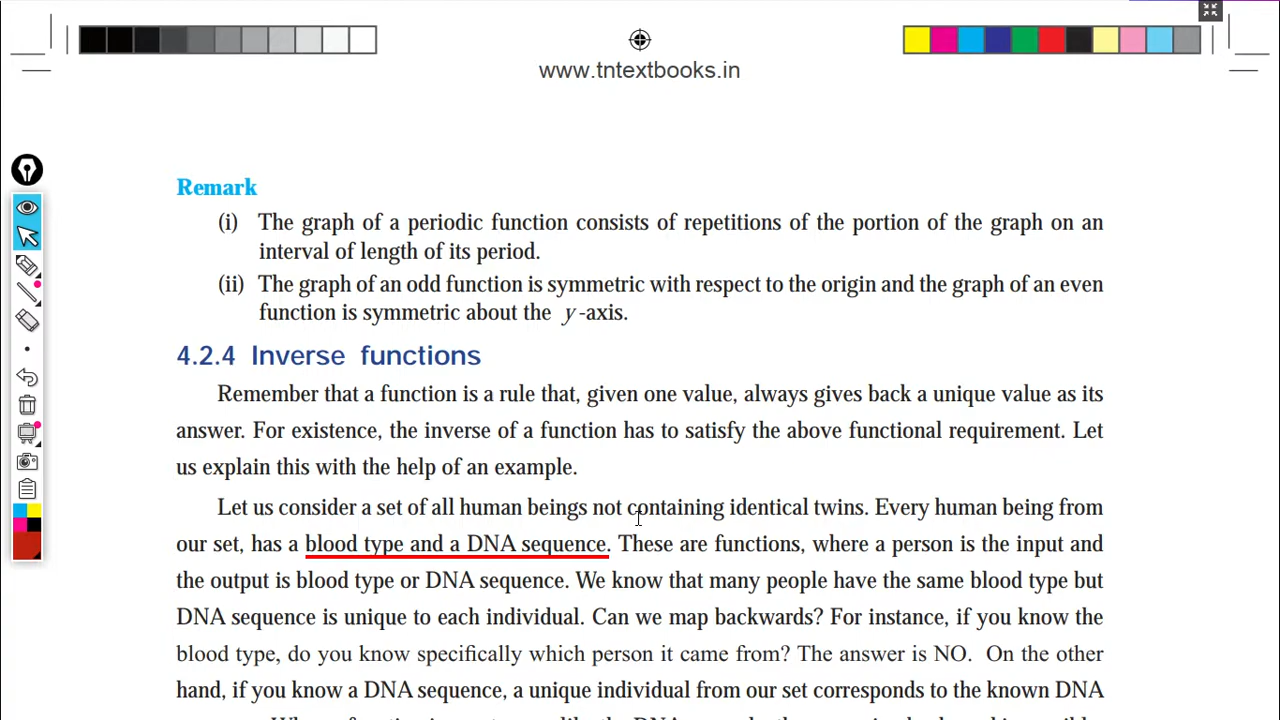 www.tntextbooks.in
Remark
(i) The graph of a periodic function consists of repetitions of the portion of the graph on an
interval of length of its period.
(ii) The graph of an odd function is symmetric with respect to the origin and the graph of an even
function is symmetric about the y-axis.
4.2.4 Inverse functions
Remember that a function is a rule that, given one value, always gives back a unique value as its
answer. For existence, the inverse of a function has to satisfy the above functional requirement. Let
us explain this with the help of an example.
Let us consider a set of all human beings not containing identical twins. Every human being from
our set, has a blood type and a DNA sequence. These are functions, where a person is the input and
the output is blood type or DNA sequence. We know that many people have the same blood type but
DNA sequence is unique to each individual. Can we map backwards? For instance, if you know the
blood type, do you know specifically which person it came from? The answer is NO. On the other
hand, if you know a DNA sequence, a unique individual from our set corresponds to the known DNA